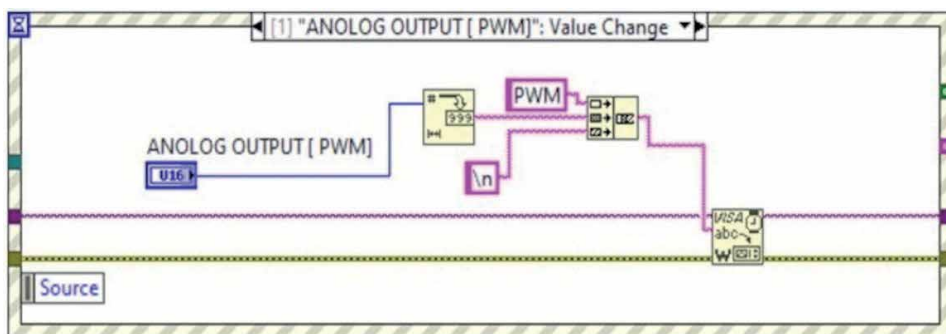 [1] "ANOLOG OUTPUT [ PWM]": Value Change
PWM
999
ANOLOG OUTPUT [ PWM]
U16
\n
VISA
abc
W
Source